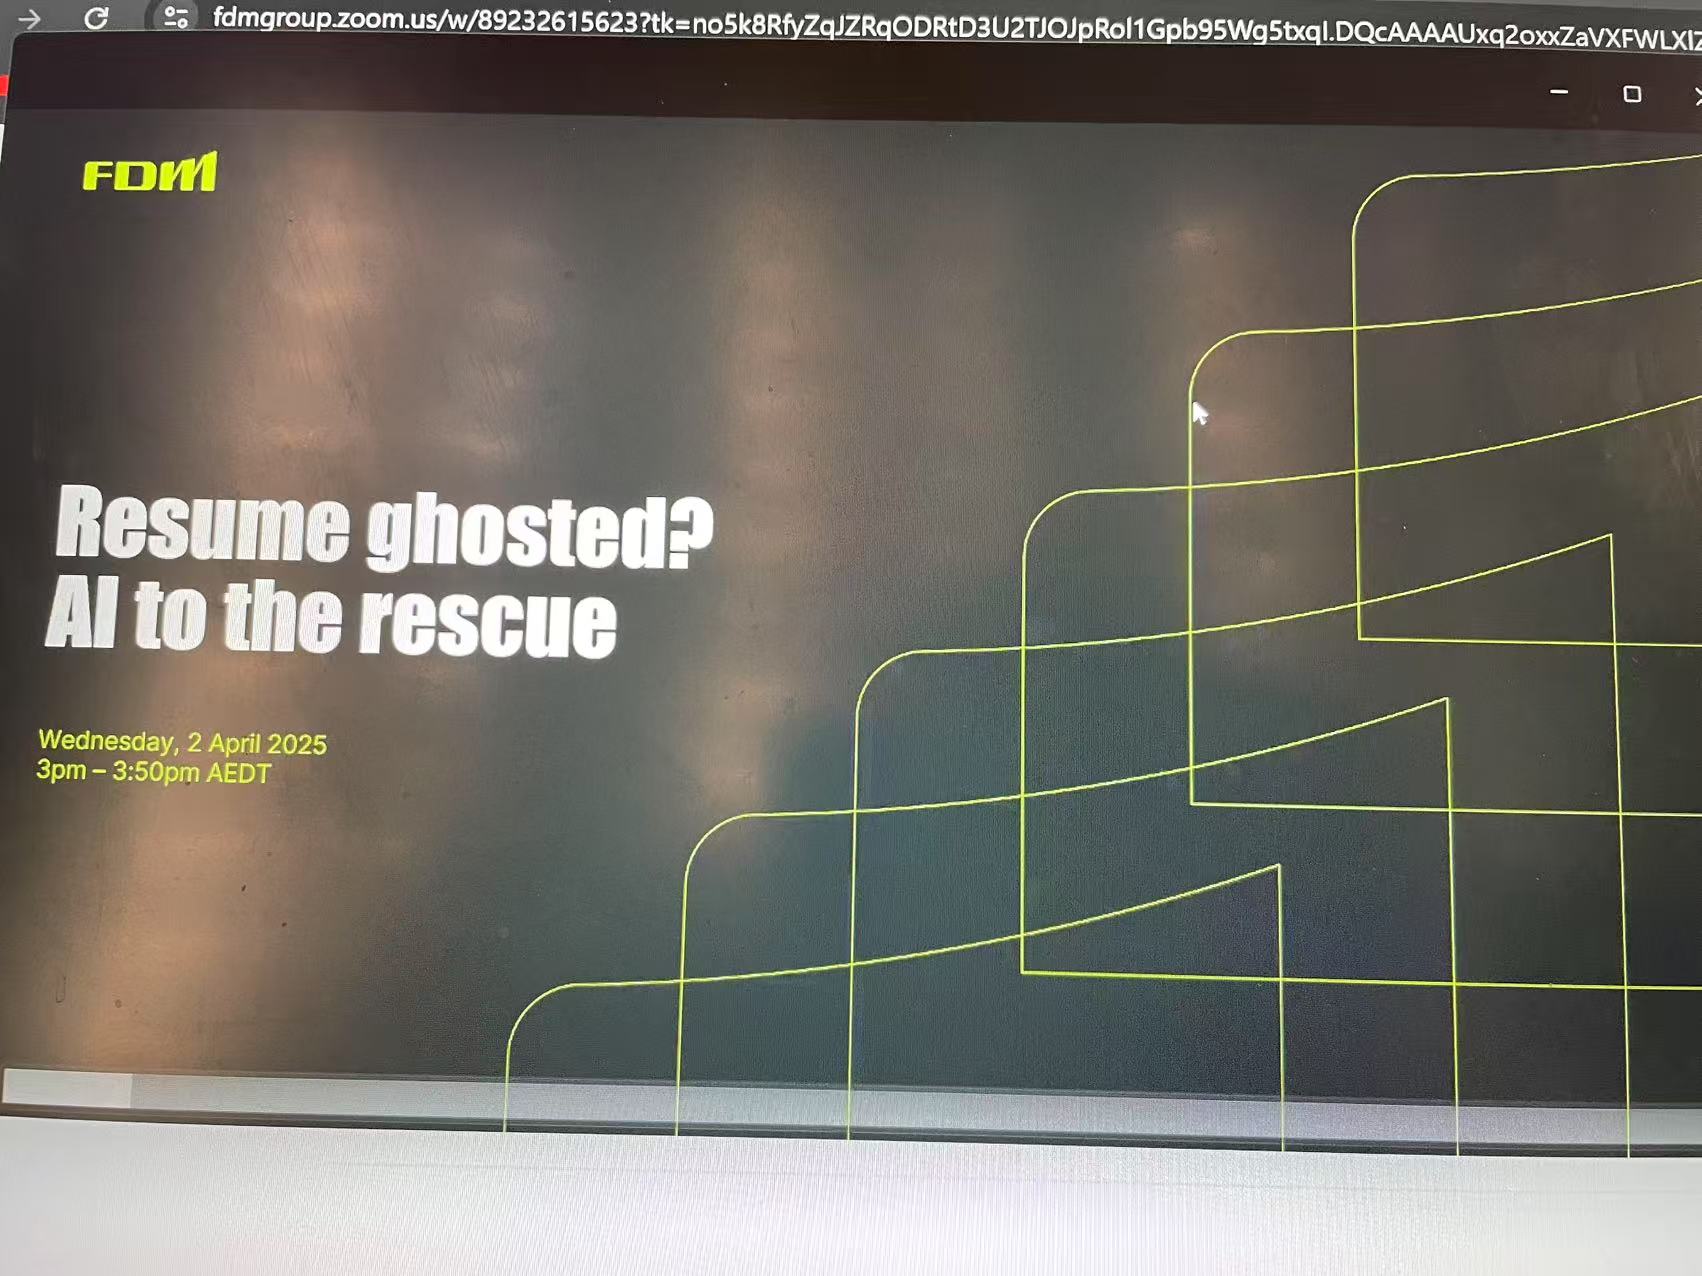 fdmgroup.zoom.us/w/89232615623?tk=no5k8RfyZqJZRqODRtD3U2TJOJpRol1Gpb95Wg5txqI.DQcAAAAUxq2oxxZaVXFWLXIZ
FDM
Resume ghosted?
AI to the rescue
Wednesday, 2 April 2025
3pm – 3:50pm AEDT